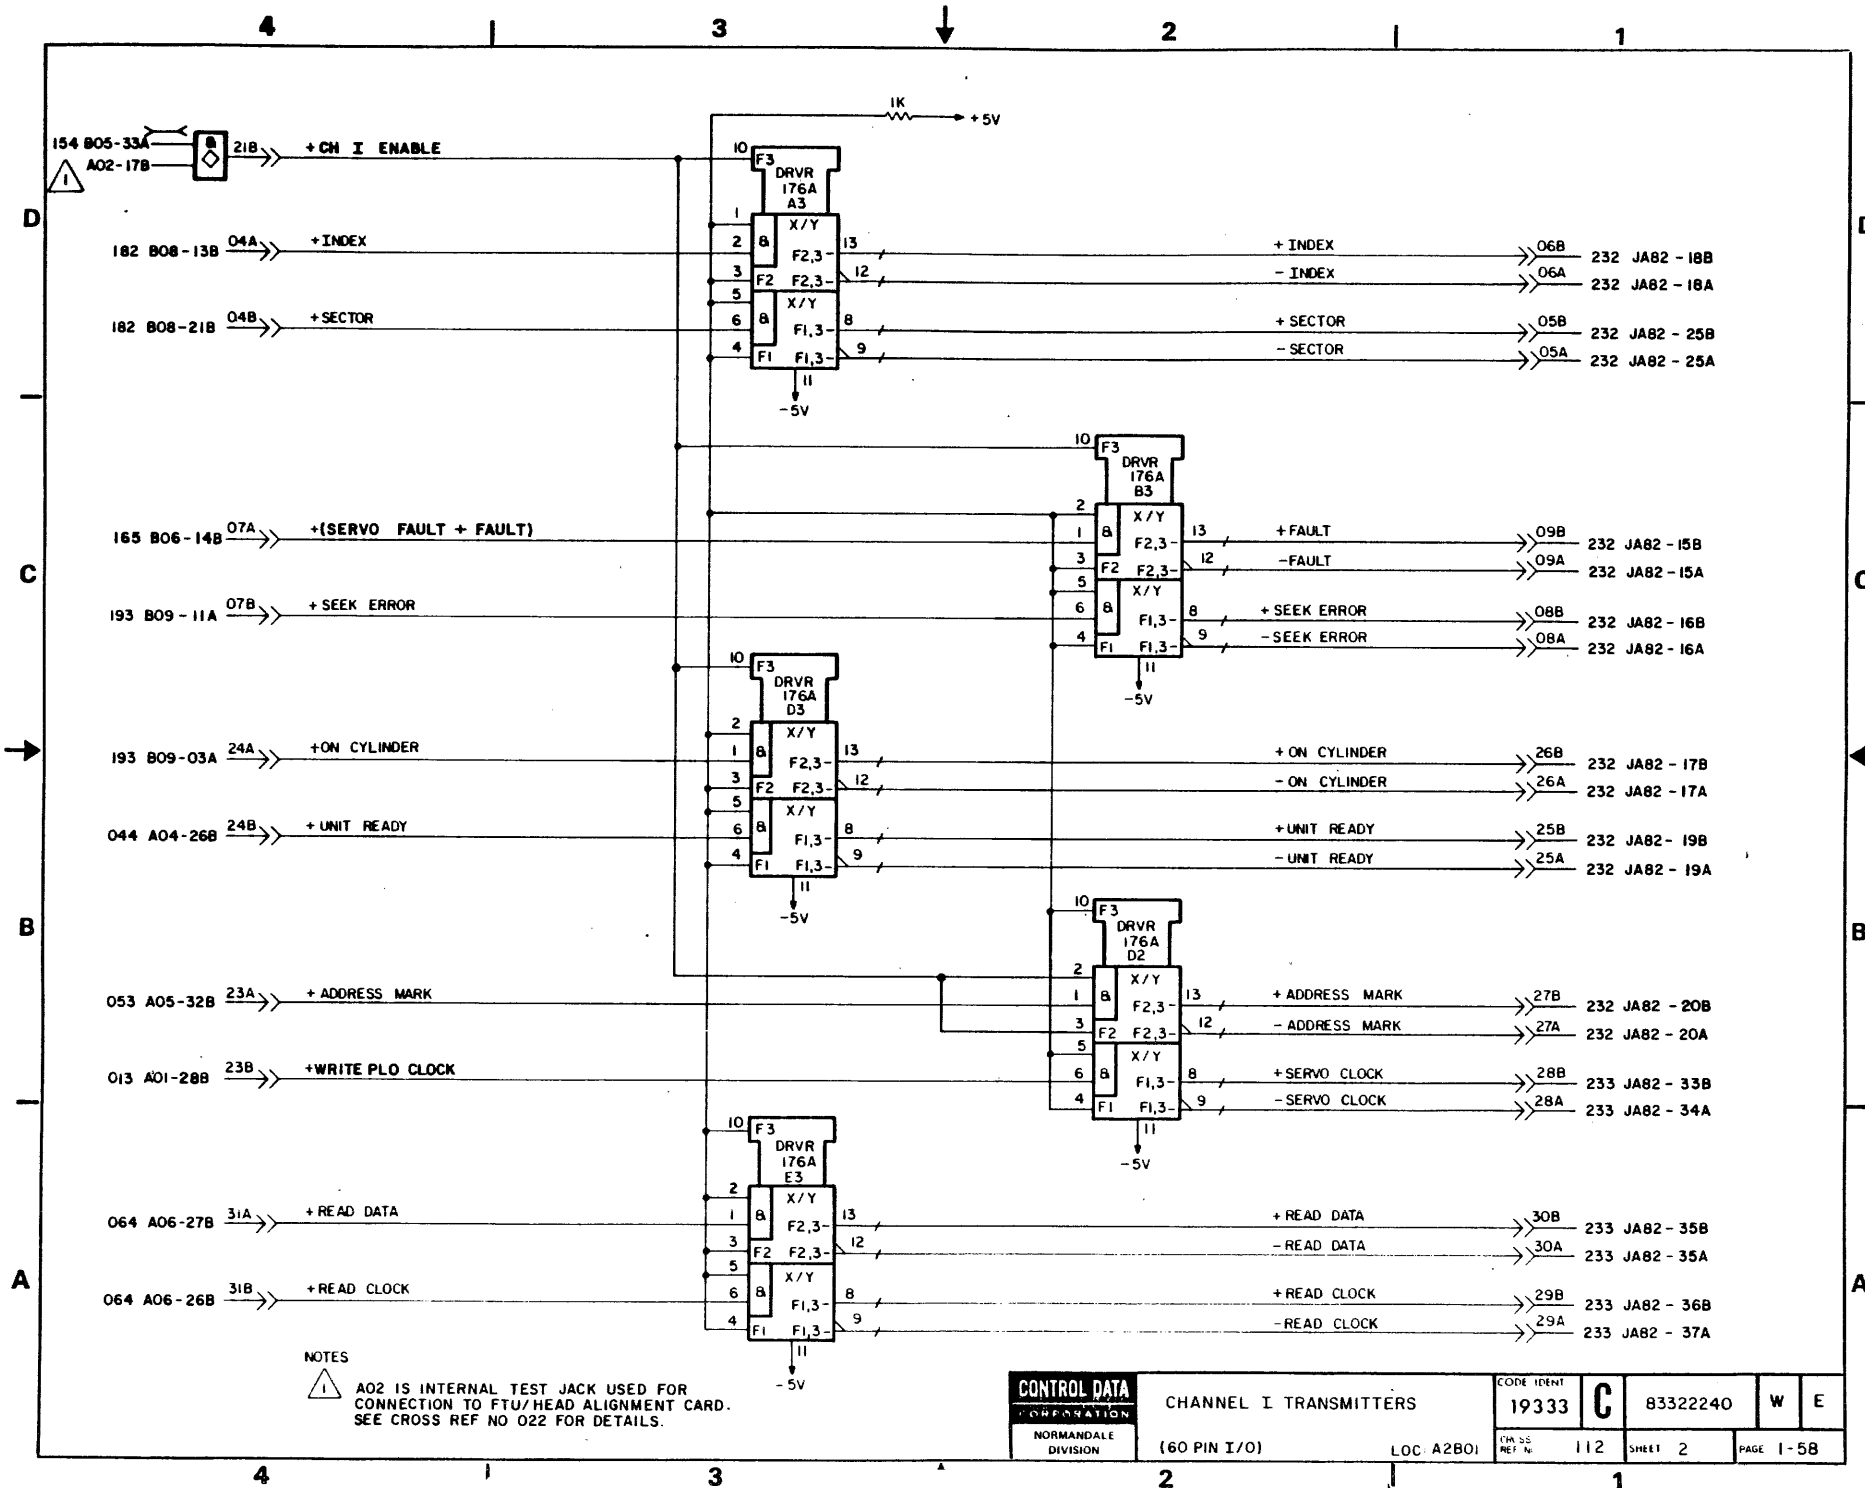 4 3 2 1
1K
+5V
154 B05-33A
A02-17B
1
&
21B
+CH I ENABLE
10 F3
DRVR
176A
A3
D
D
1
X/Y
182 B08-13B 04A +INDEX 2 & F2,3 13 + INDEX 06B 232 JA82-18B
3 F2 F2,3 12 - INDEX 06A 232 JA82-18A
5 X/Y
182 B08-21B 04B +SECTOR 6 & F1,3 8 + SECTOR 05B 232 JA82-25B
4 F1 F1,3 9 - SECTOR 05A 232 JA82-25A
11
-5V
10 F3
DRVR
176A
B3
2 X/Y
165 B06-14B 07A +(SERVO FAULT + FAULT) 1 & F2,3 13 +FAULT 09B 232 JA82-15B
3 F2 F2,3 12 -FAULT 09A 232 JA82-15A
C
C
5 X/Y
193 B09-11A 07B + SEEK ERROR 6 & F1,3 8 + SEEK ERROR 08B 232 JA82-16B
4 F1 F1,3 9 -SEEK ERROR 08A 232 JA82-16A
11
-5V
10 F3
DRVR
176A
D3
2 X/Y
193 B09-03A 24A +ON CYLINDER 1 & F2,3 13 + ON CYLINDER 26B 232 JA82-17B
3 F2 F2,3 12 - ON CYLINDER 26A 232 JA82-17A
5 X/Y
044 A04-26B 24B + UNIT READY 6 & F1,3 8 +UNIT READY 25B 232 JA82-19B
4 F1 F1,3 9 -UNIT READY 25A 232 JA82-19A
11
-5V
10 F3
DRVR
176A
D2
B
B
2 X/Y
053 A05-32B 23A + ADDRESS MARK 1 & F2,3 13 + ADDRESS MARK 27B 232 JA82-20B
3 F2 F2,3 12 - ADDRESS MARK 27A 232 JA82-20A
5 X/Y
013 A01-28B 23B +WRITE PLO CLOCK 6 & F1,3 8 + SERVO CLOCK 28B 233 JA82-33B
4 F1 F1,3 9 - SERVO CLOCK 28A 233 JA82-34A
11
-5V
10 F3
DRVR
176A
E3
2 X/Y
064 A06-27B 31A + READ DATA 1 & F2,3 13 + READ DATA 30B 233 JA82-35B
3 F2 F2,3 12 -READ DATA 30A 233 JA82-35A
A
A
5 X/Y
064 A06-26B 31B +READ CLOCK 6 & F1,3 8 +READ CLOCK 29B 233 JA82-36B
4 F1 F1,3 9 -READ CLOCK 29A 233 JA82-37A
11
-5V
NOTES
1 A02 IS INTERNAL TEST JACK USED FOR
CONNECTION TO FTU/HEAD ALIGNMENT CARD.
SEE CROSS REF NO 022 FOR DETAILS.
CONTROL DATA
CORPORATION
NORMANDALE
DIVISION
CHANNEL I TRANSMITTERS
(60 PIN I/O) LOC: A2B01
CODE IDENT
19333 C 83322240 W E
CROSS
REF No. 112 SHEET 2 PAGE 1-58
4 3 2 1